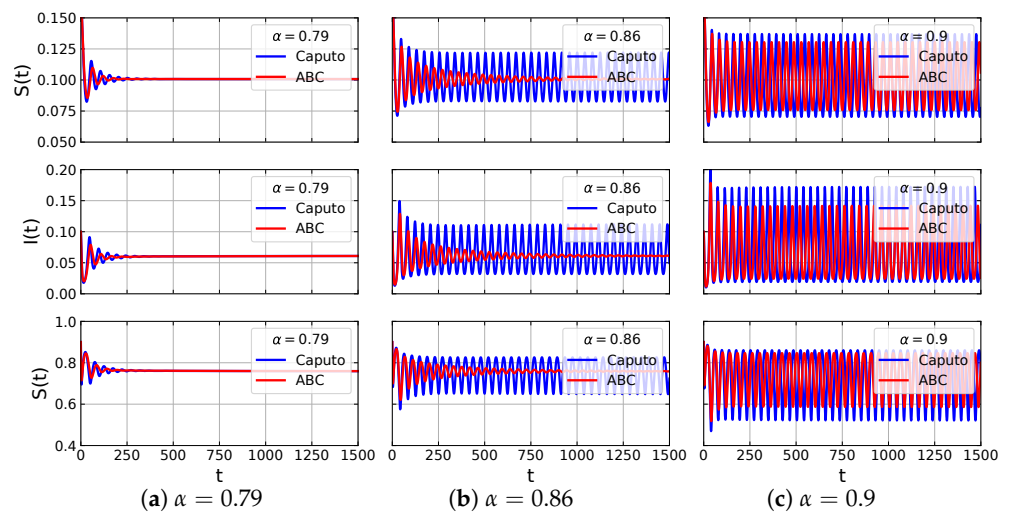 0.150
0.125
0.100
0.075
0.050
S(t)
α = 0.79
Caputo
ABC
α = 0.86
Caputo
ABC
α = 0.9
Caputo
ABC
0.20
0.15
0.10
0.05
0.00
I(t)
α = 0.79
Caputo
ABC
α = 0.86
Caputo
ABC
α = 0.9
Caputo
ABC
1.0
0.8
0.6
0.4
S(t)
α = 0.79
Caputo
ABC
α = 0.86
Caputo
ABC
α = 0.9
Caputo
ABC
0 250 500 750 1000 1250 1500
0 250 500 750 1000 1250 1500
0 250 500 750 1000 1250 1500
t
t
t
(a) α = 0.79
(b) α = 0.86
(c) α = 0.9